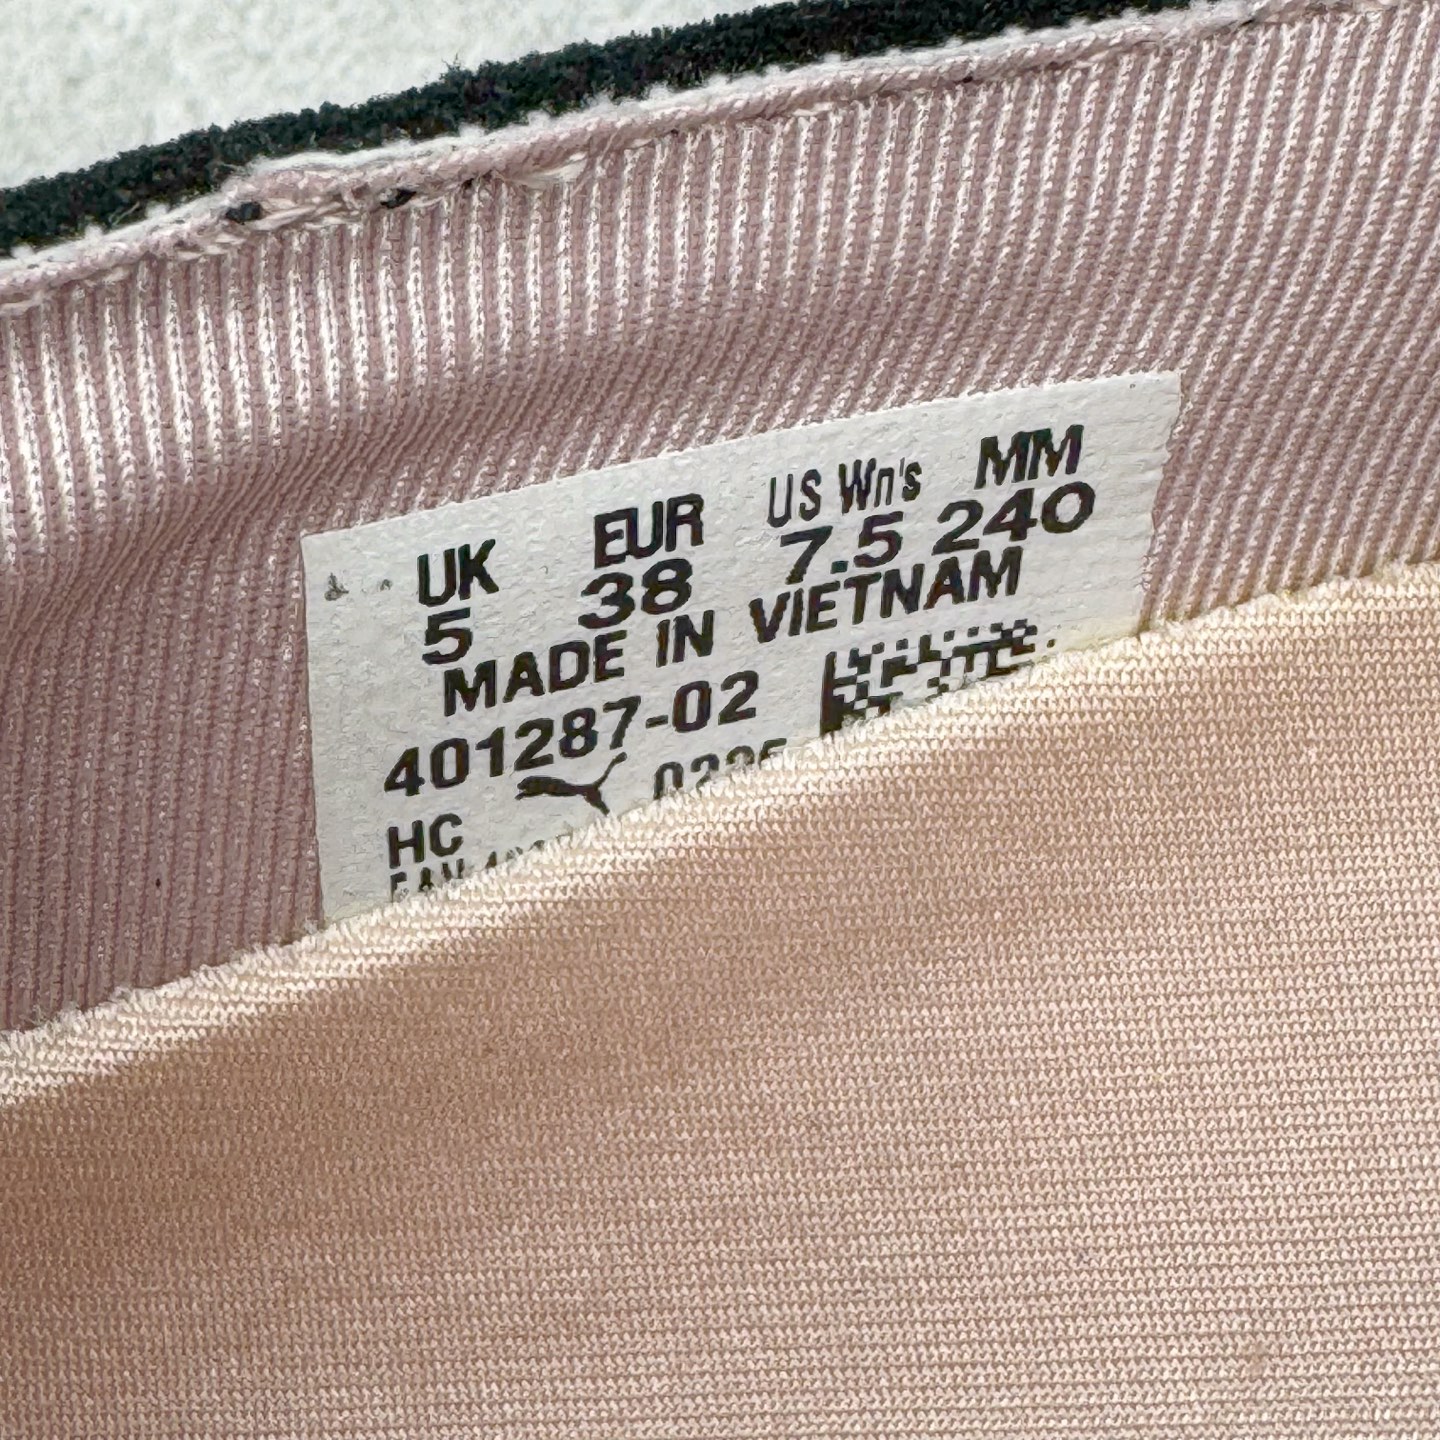 UK EUR US Wn's MM
5 38 7.5 240
MADE IN VIETNAM
401287-02
HC